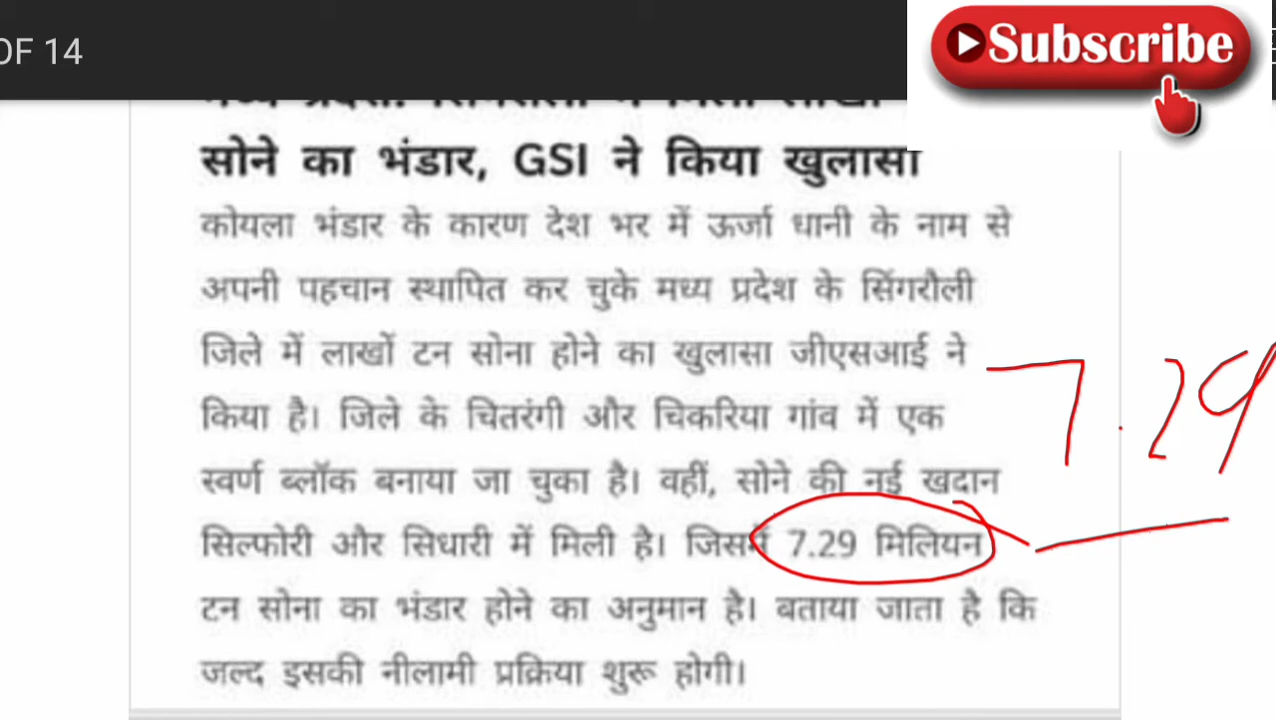 OF 14
Subscribe
सोने का भंडार, GSI ने किया खुलासा
कोयला भंडार के कारण देश भर में ऊर्जा धानी के नाम से
अपनी पहचान स्थापित कर चुके मध्य प्रदेश के सिंगरौली
जिले में लाखों टन सोना होने का खुलासा जीएसआई ने
किया है। जिले के चितरंगी और चिकरिया गांव में एक
स्वर्ण ब्लॉक बनाया जा चुका है। वहीं, सोने की नई खदान
सिल्फोरी और सिधारी में मिली है। जिसमें 7.29 मिलियन
टन सोना का भंडार होने का अनुमान है। बताया जाता है कि
जल्द इसकी नीलामी प्रक्रिया शुरू होगी।
7.29